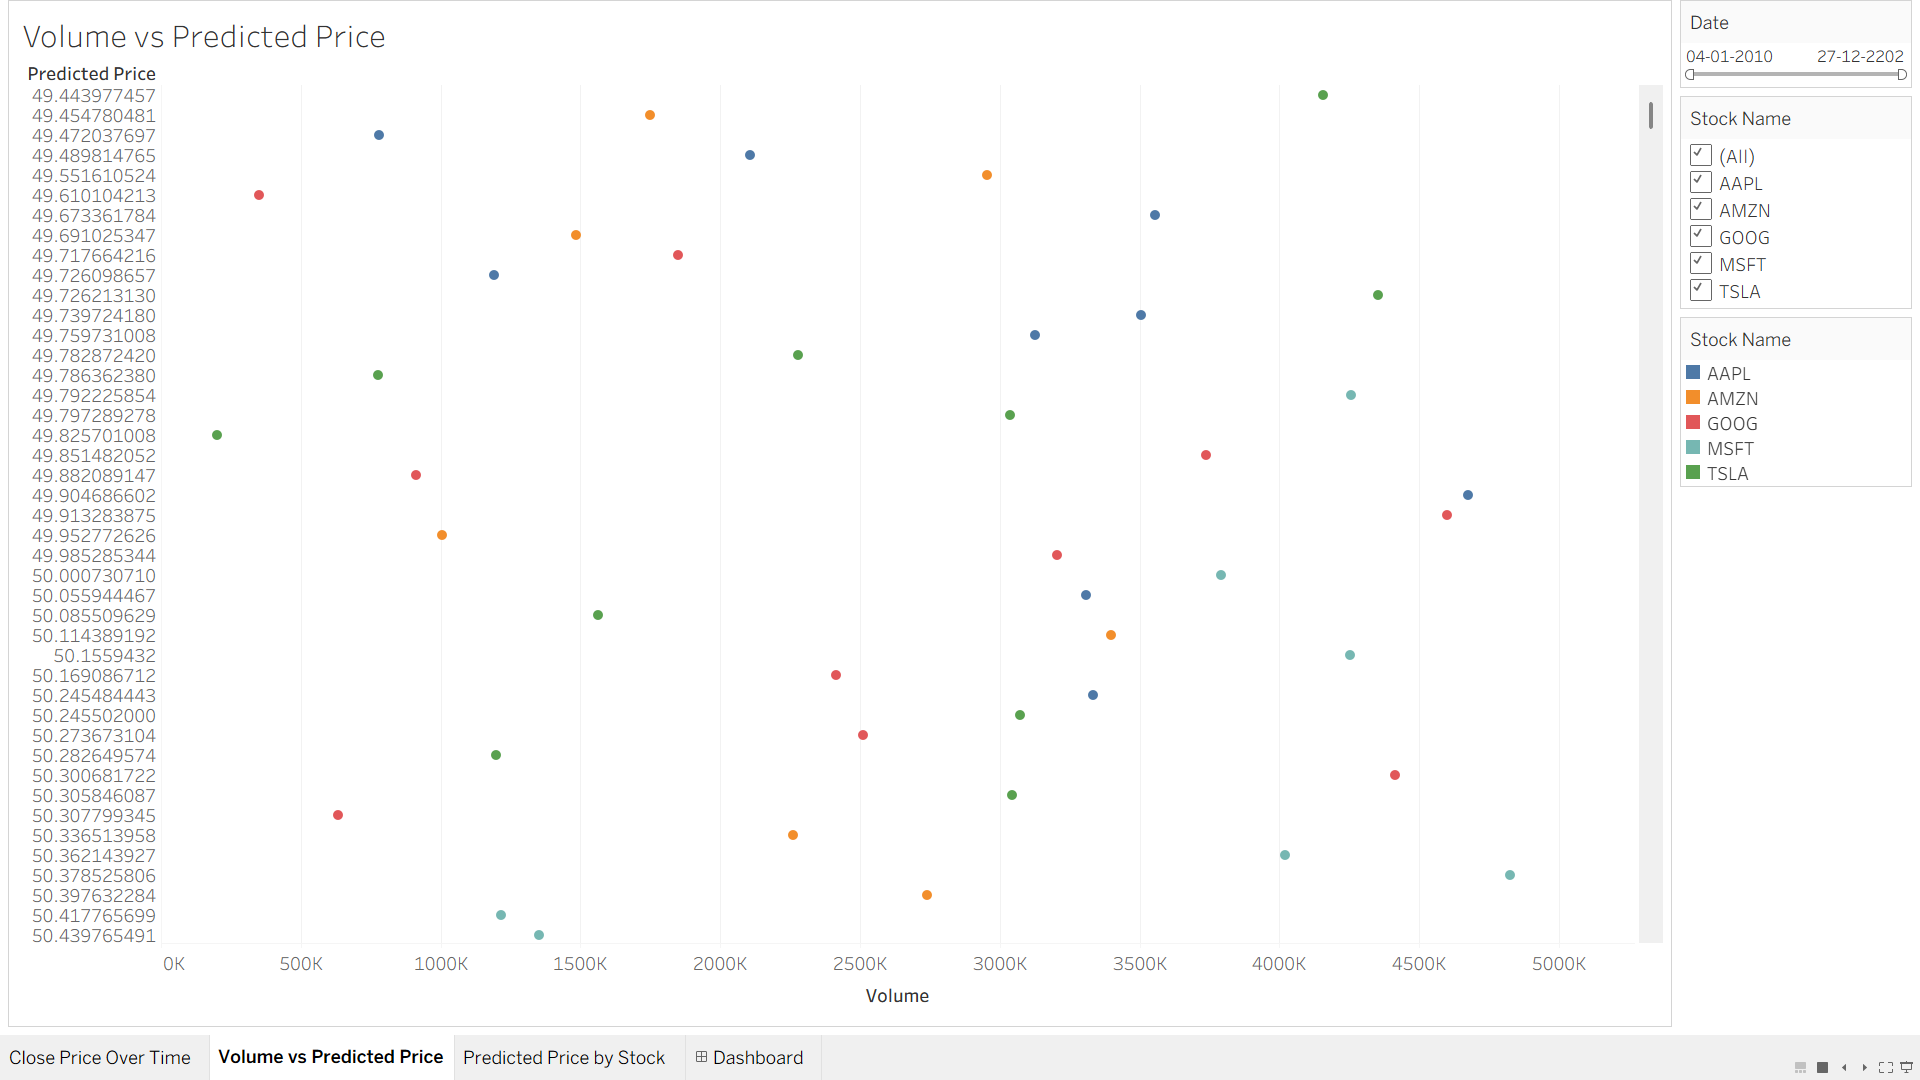 Volume vs Predicted Price
Predicted Price
49.443977457
49.454780481
49.472037697
49.489814765
49.551610524
49.610104213
49.673361784
49.691025347
49.717664216
49.726098657
49.726213130
49.739724180
49.759731008
49.782872420
49.786362380
49.792225854
49.797289278
49.825701008
49.851482052
49.882089147
49.904686602
49.913283875
49.952772626
49.985285344
50.000730710
50.055944467
50.085509629
50.114389192
50.1559432
50.169086712
50.245484443
50.245502000
50.273673104
50.282649574
50.300681722
50.305846087
50.307799345
50.336513958
50.362143927
50.378525806
50.397632284
50.417765699
50.439765491
0K 500K 1000K 1500K 2000K 2500K 3000K 3500K 4000K 4500K 5000K
Volume
Date
04-01-2010 27-12-2202
Stock Name
(All)
AAPL
AMZN
GOOG
MSFT
TSLA
Stock Name
AAPL
AMZN
GOOG
MSFT
TSLA
Close Price Over Time Volume vs Predicted Price Predicted Price by Stock Dashboard